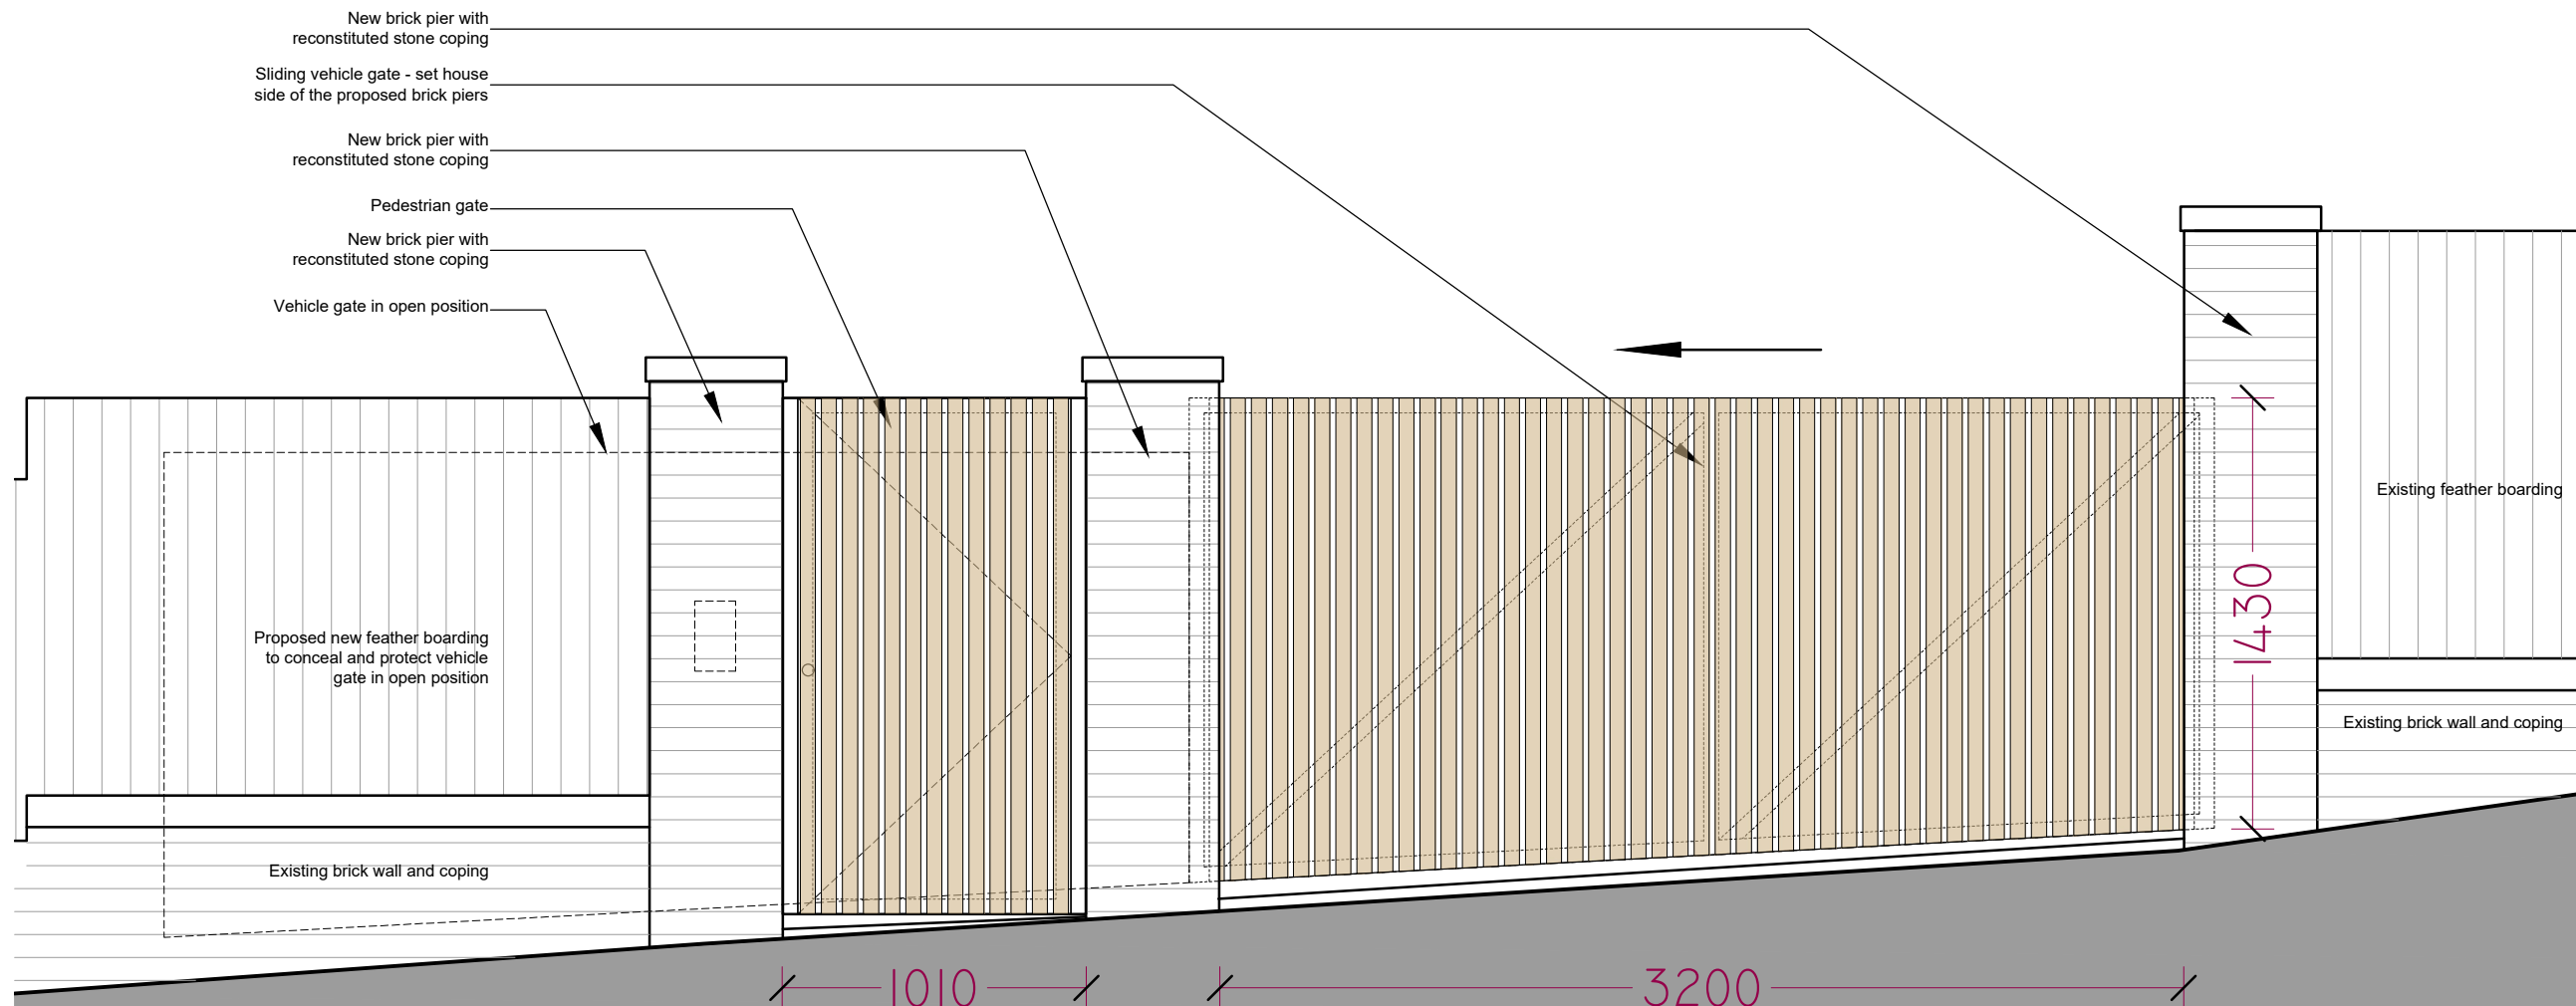 New brick pier with
reconstituted stone coping
Sliding vehicle gate - set house
side of the proposed brick piers
New brick pier with
reconstituted stone coping
Pedestrian gate
New brick pier with
reconstituted stone coping
Vehicle gate in open position
Existing feather boarding
1430
Proposed new feather boarding
to conceal and protect vehicle
gate in open position
Existing brick wall and coping
Existing brick wall and coping
1010
3200